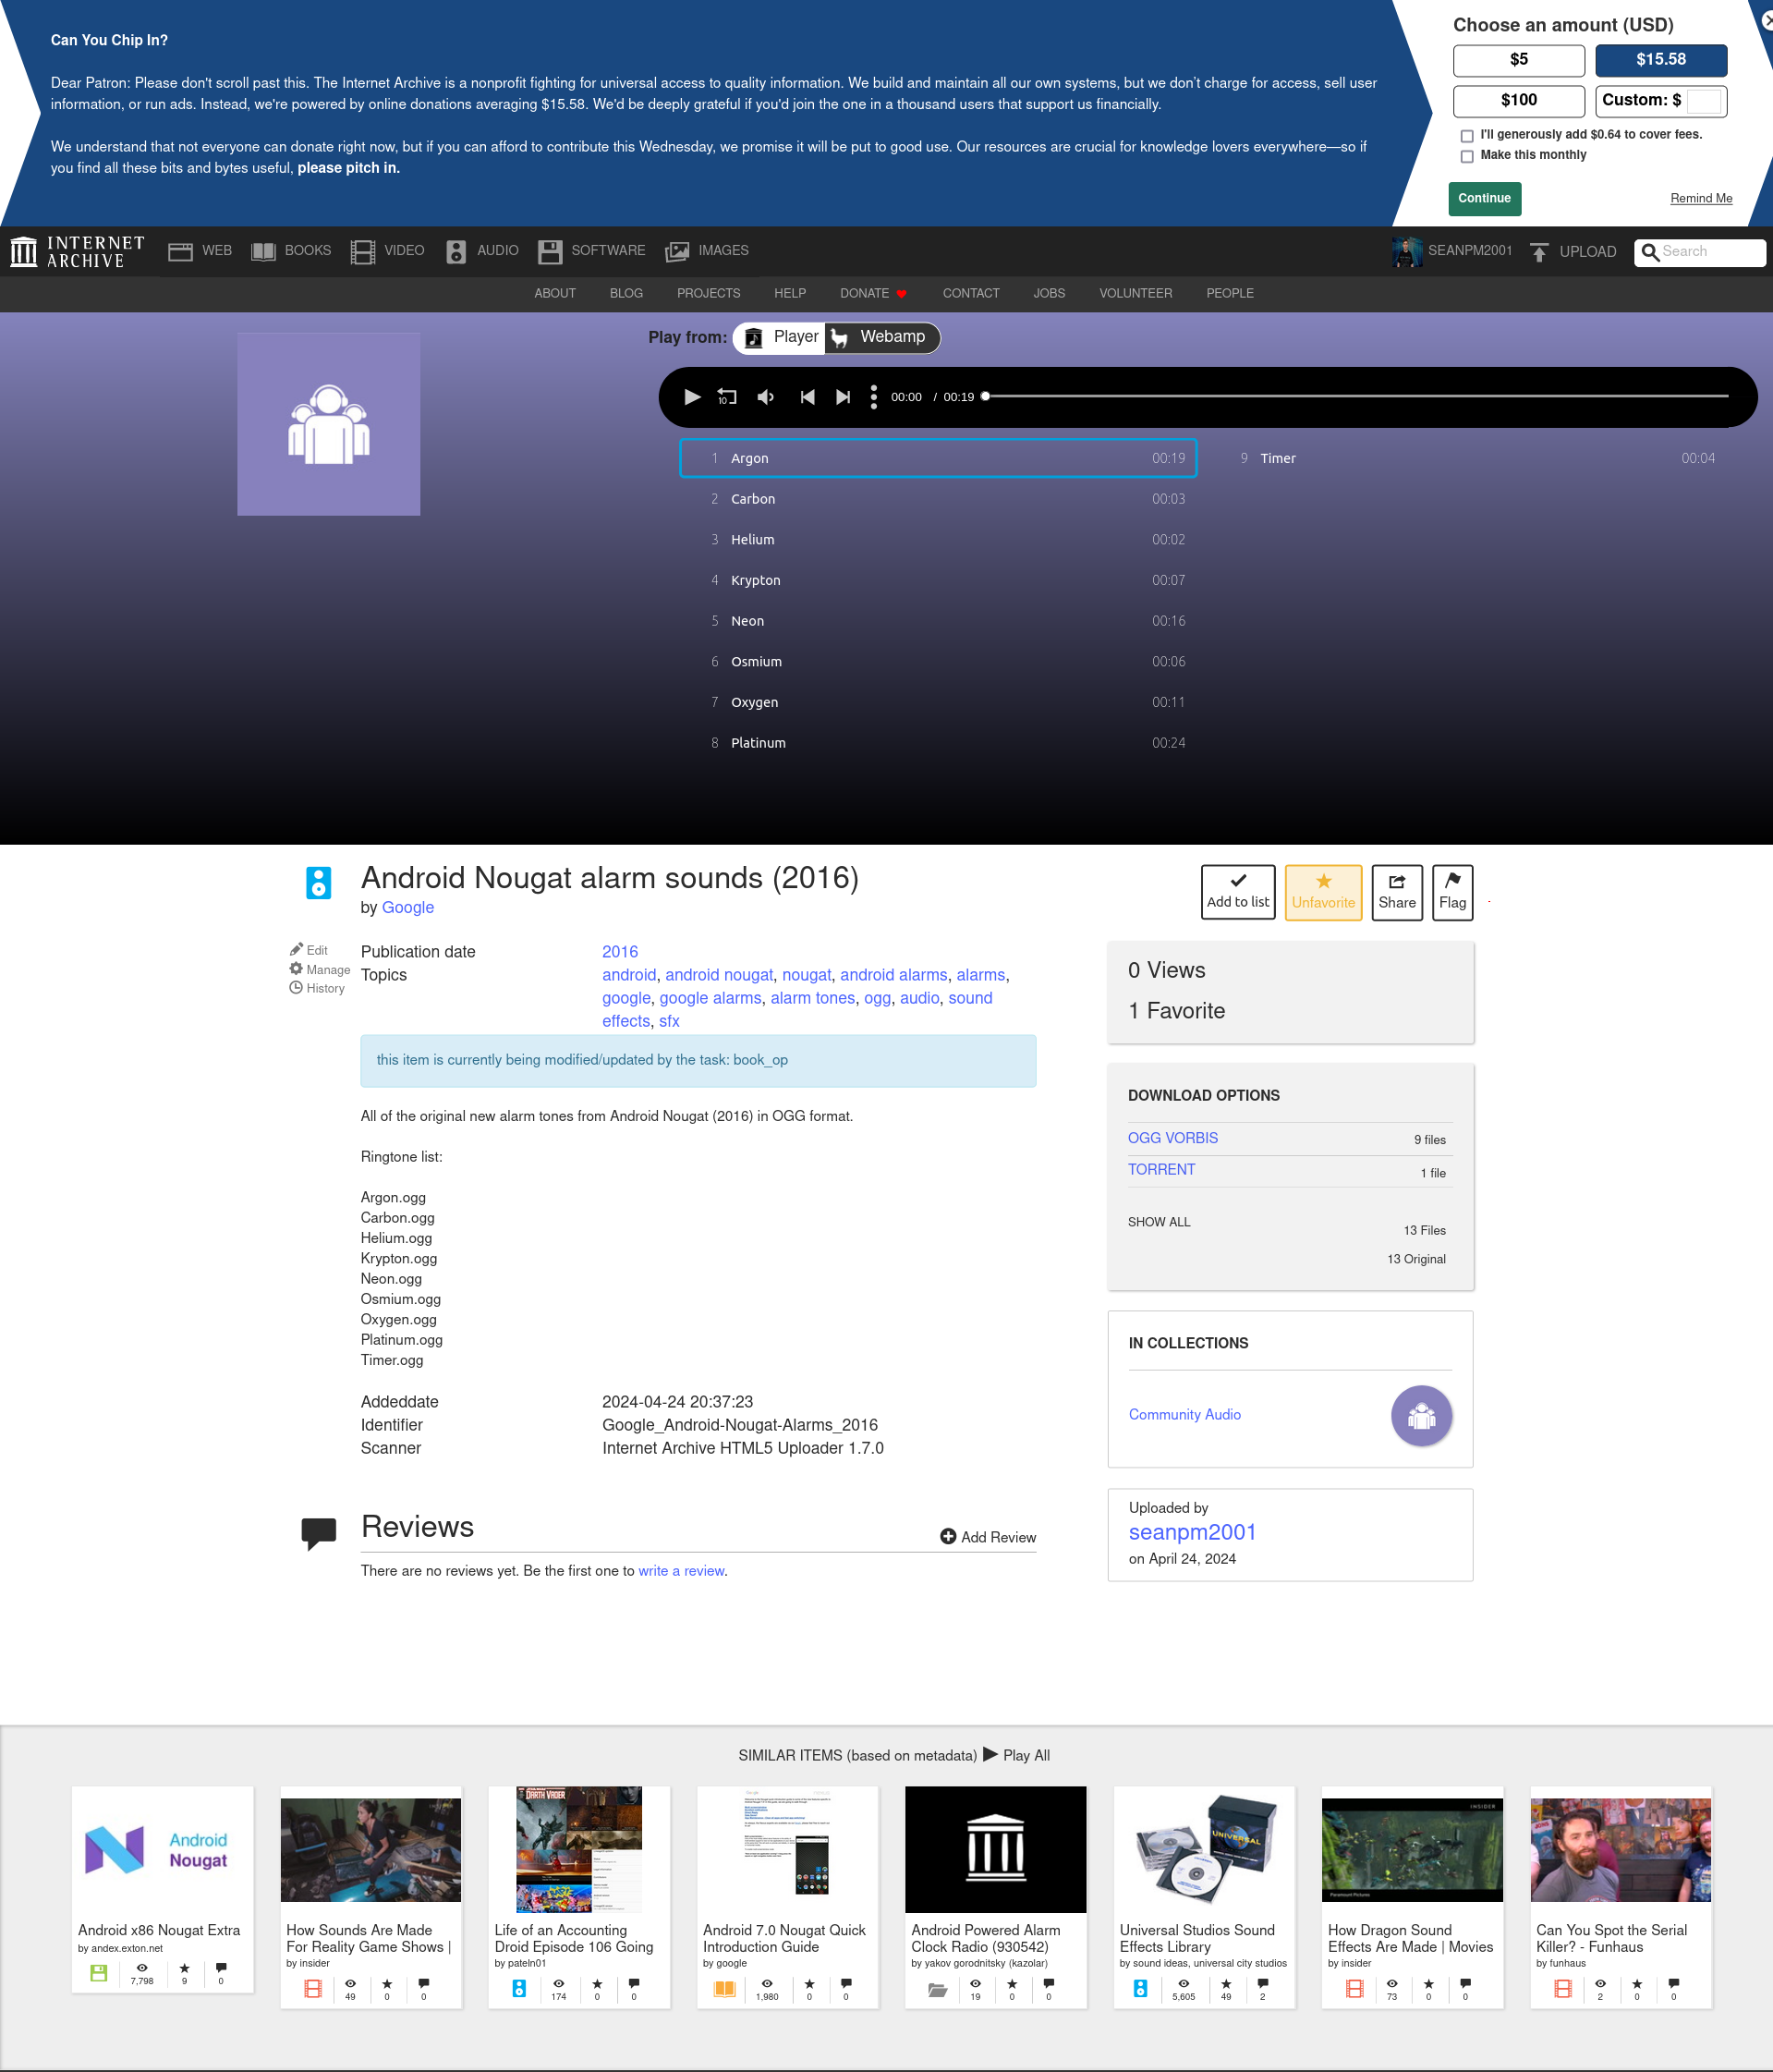 Can You Chip In?
Dear Patron: Please don't scroll past this. The Internet Archive is a nonprofit fighting for universal access to quality information. We build and maintain all our own systems, but we don't charge for access, sell user
information, or run ads. Instead, we're powered by online donations averaging $15.58. We'd be deeply grateful if you'd join the one in a thousand users that support us financially.
We understand that not everyone can donate right now, but if you can afford to contribute this Wednesday, we promise it will be put to good use. Our resources are crucial for knowledge lovers everywhere—so if
you find all these bits and bytes useful, please pitch in.
Choose an amount (USD)
$5 $15.58
$100 Custom: $
I'll generously add $0.64 to cover fees.
Make this monthly
Continue Remind Me
INTERNET ARCHIVE WEB BOOKS VIDEO AUDIO SOFTWARE IMAGES SEANPM2001 UPLOAD Search
ABOUT BLOG PROJECTS HELP DONATE CONTACT JOBS VOLUNTEER PEOPLE
Play from: Player Webamp
10 00:00 / 00:19
1 Argon 00:19
2 Carbon 00:03
3 Helium 00:02
4 Krypton 00:07
5 Neon 00:16
6 Osmium 00:06
7 Oxygen 00:11
8 Platinum 00:24
9 Timer 00:04
Android Nougat alarm sounds (2016)
by Google
Add to list Unfavorite Share Flag
Edit
Manage
History
Publication date 2016
Topics android, android nougat, nougat, android alarms, alarms,
google, google alarms, alarm tones, ogg, audio, sound
effects, sfx
this item is currently being modified/updated by the task: book_op
All of the original new alarm tones from Android Nougat (2016) in OGG format.
Ringtone list:
Argon.ogg
Carbon.ogg
Helium.ogg
Krypton.ogg
Neon.ogg
Osmium.ogg
Oxygen.ogg
Platinum.ogg
Timer.ogg
Addeddate 2024-04-24 20:37:23
Identifier Google_Android-Nougat-Alarms_2016
Scanner Internet Archive HTML5 Uploader 1.7.0
Reviews
Add Review
There are no reviews yet. Be the first one to write a review.
0 Views
1 Favorite
DOWNLOAD OPTIONS
OGG VORBIS 9 files
TORRENT 1 file
SHOW ALL 13 Files
13 Original
IN COLLECTIONS
Community Audio
Uploaded by
seanpm2001
on April 24, 2024
SIMILAR ITEMS (based on metadata) Play All
Android
Nougat
Android x86 Nougat Extra
by andex.exton.net
7,798 9 0
How Sounds Are Made
For Reality Game Shows |
by insider
49 0 0
DARTH VADER
Life of an Accounting
Droid Episode 106 Going
by pateln01
174 0 0
Android 7.0 Nougat Quick
Introduction Guide
by google
1,980 0 0
Android Powered Alarm
Clock Radio (930542)
by yakov gorodnitsky (kazolar)
19 0 0
UNIVERSAL
Universal Studios Sound
Effects Library
by sound ideas, universal city studios
5,605 49 2
INSIDER
Paramount Pictures
How Dragon Sound
Effects Are Made | Movies
by insider
73 0 0
Can You Spot the Serial
Killer? - Funhaus
by funhaus
2 0 0